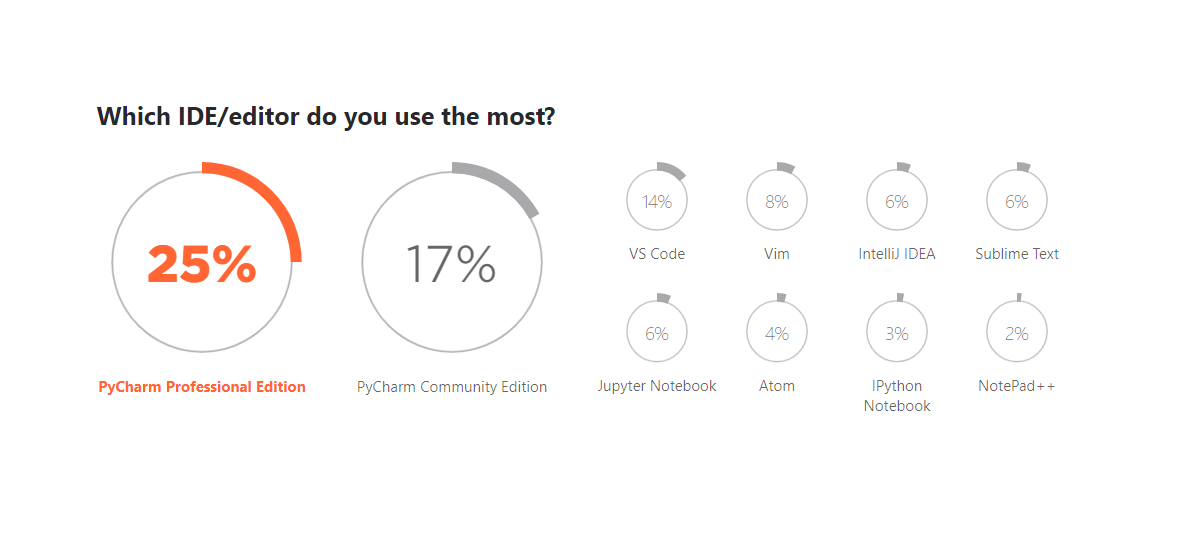 Which IDE/editor do you use the most?
25%
PyCharm Professional Edition
17%
PyCharm Community Edition
14%
VS Code
8%
Vim
6%
IntelliJ IDEA
6%
Sublime Text
6%
Jupyter Notebook
4%
Atom
3%
IPython
Notebook
2%
NotePad++